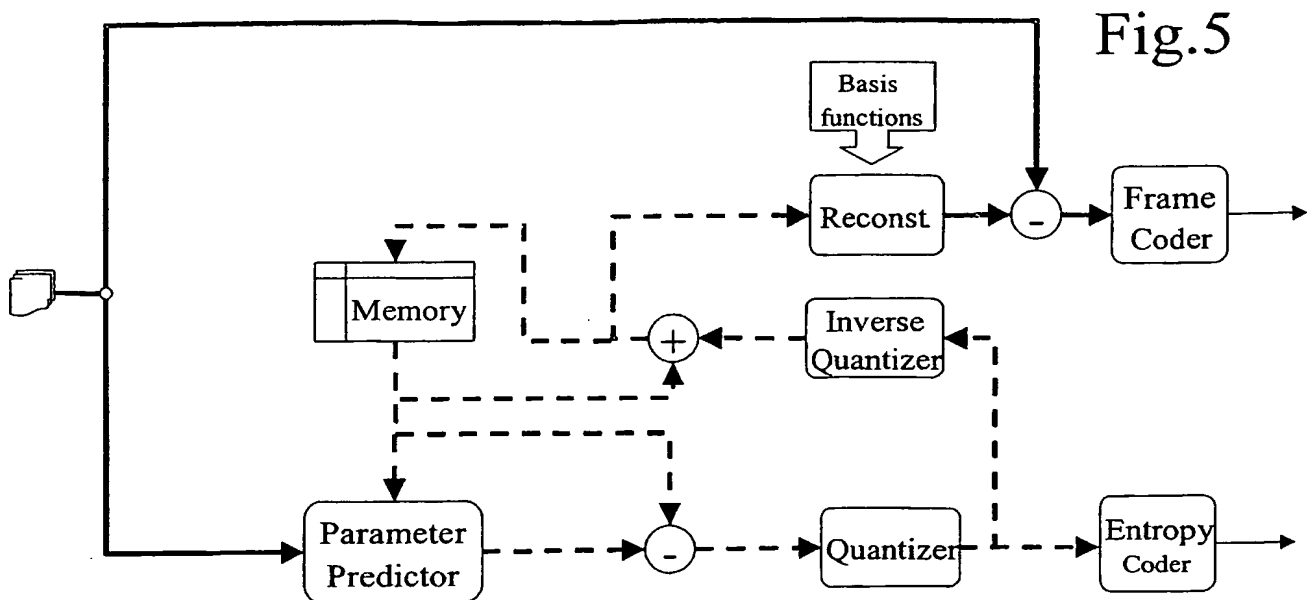 Fig.5
Basis
functions
Reconst.
-
Frame
Coder
Memory
+
Inverse
Quantizer
Parameter
Predictor
-
Quantizer
Entropy
Coder